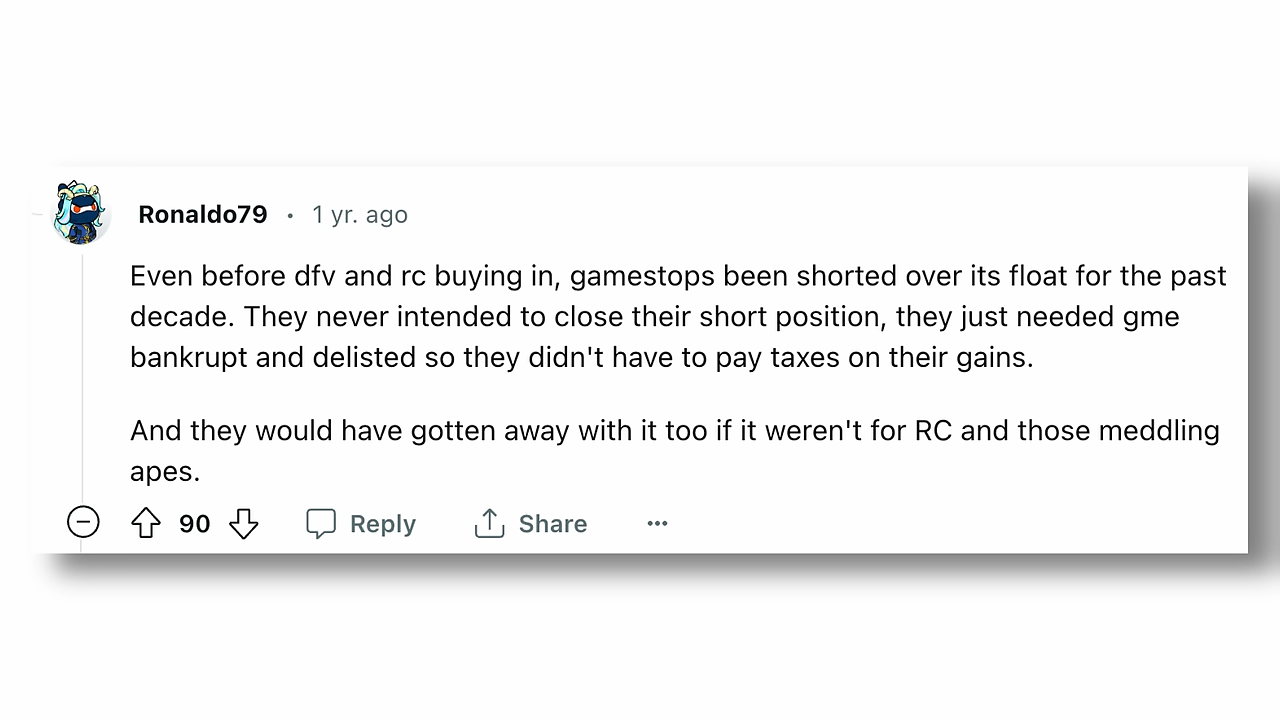 Ronaldo79 • 1 yr. ago
Even before dfv and rc buying in, gamestops been shorted over its float for the past
decade. They never intended to close their short position, they just needed gme
bankrupt and delisted so they didn't have to pay taxes on their gains.
And they would have gotten away with it too if it weren't for RC and those meddling
apes.
90 Reply Share